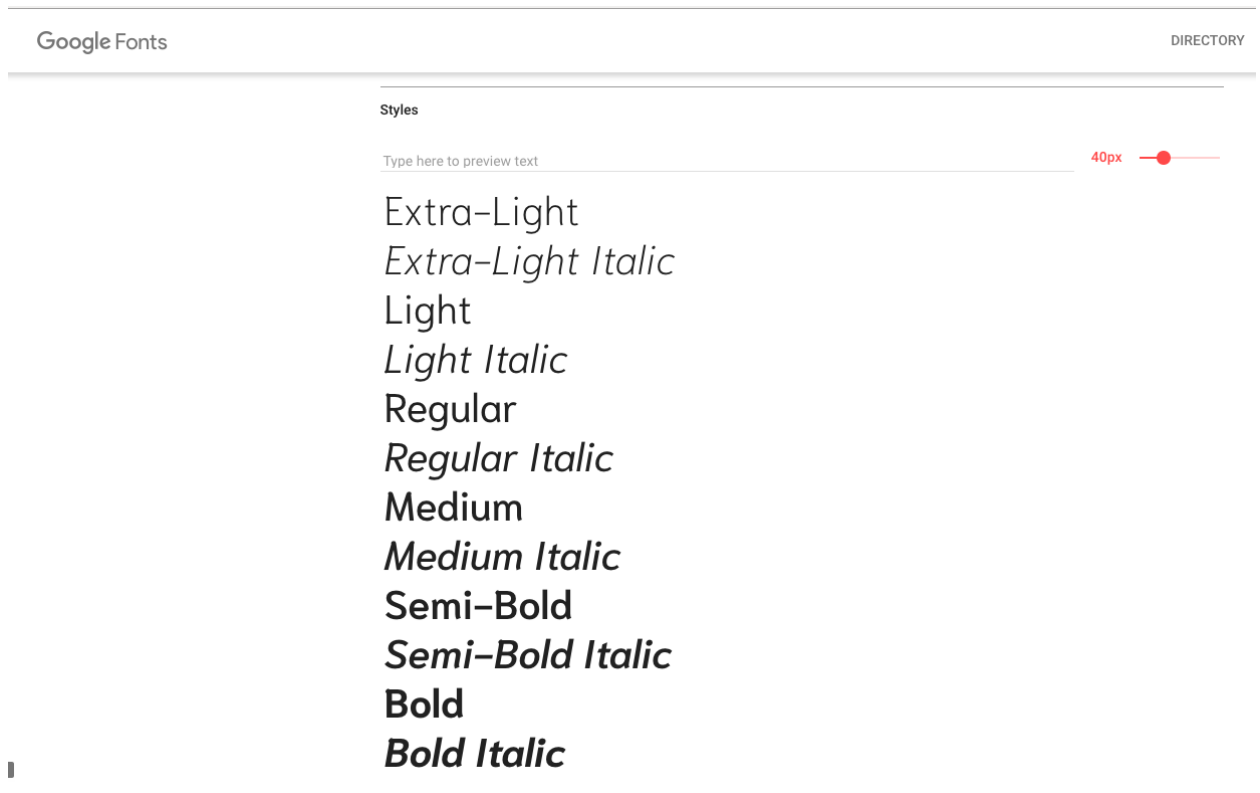 Google Fonts
DIRECTORY
Styles
Type here to preview text
40px
Extra-Light
Extra-Light Italic
Light
Light Italic
Regular
Regular Italic
Medium
Medium Italic
Semi-Bold
Semi-Bold Italic
Bold
Bold Italic